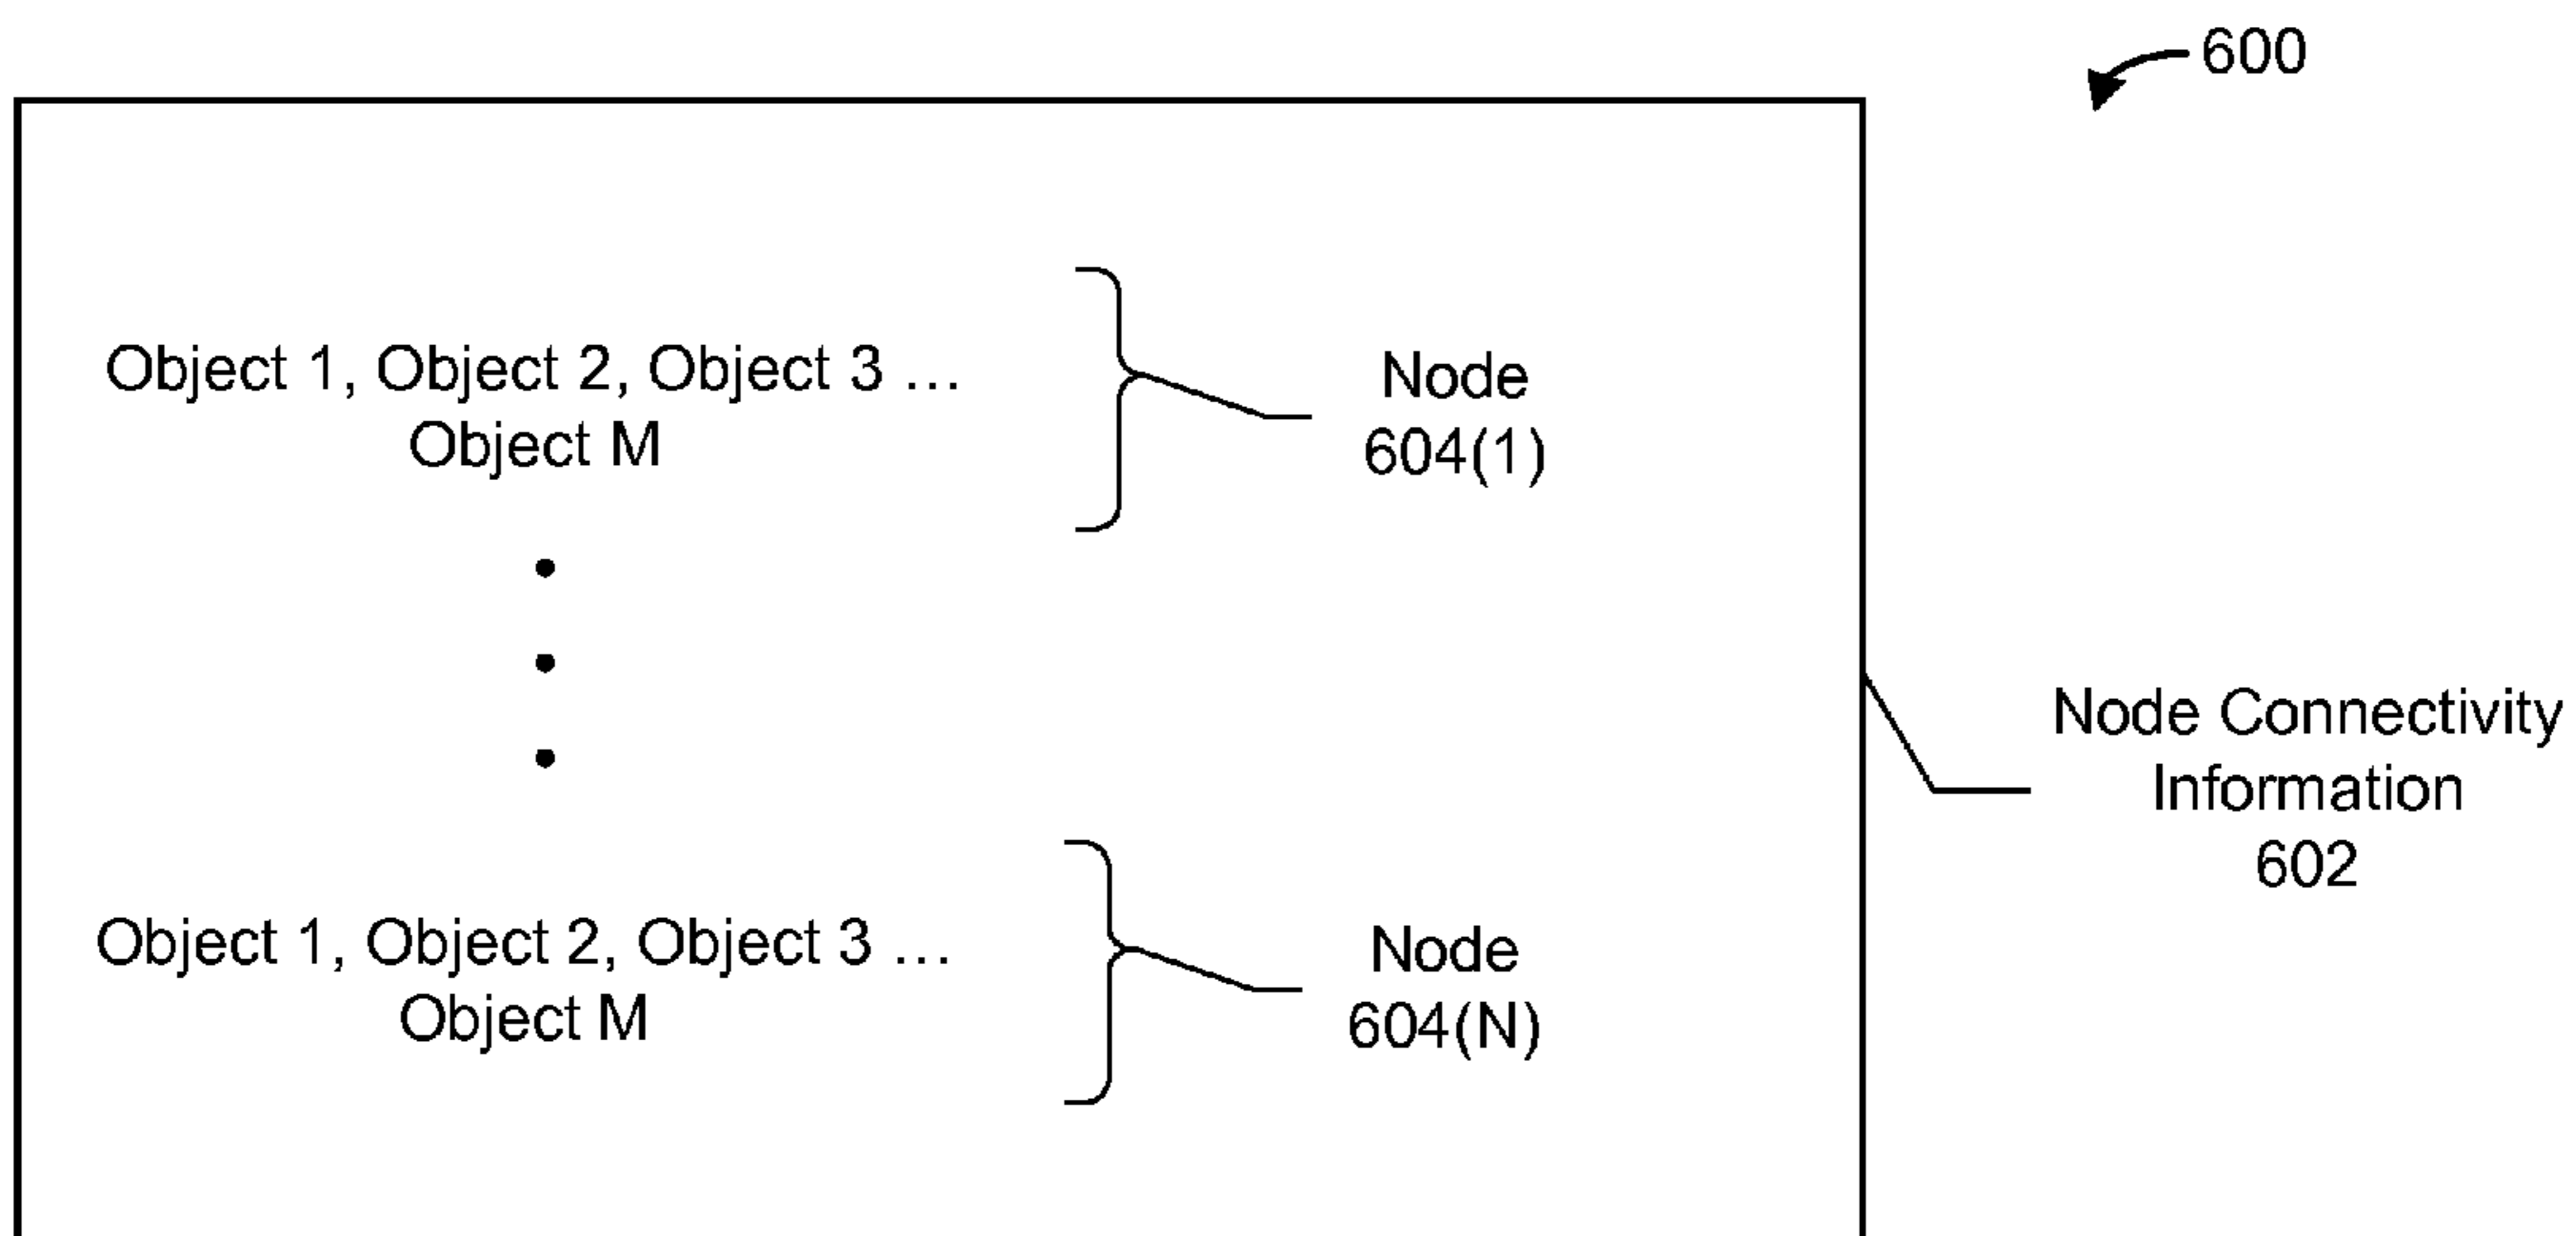 600
Object 1, Object 2, Object 3 ...
Object M
Node
604(1)
Node Connectivity
Information
602
Object 1, Object 2, Object 3 ...
Object M
Node
604(N)